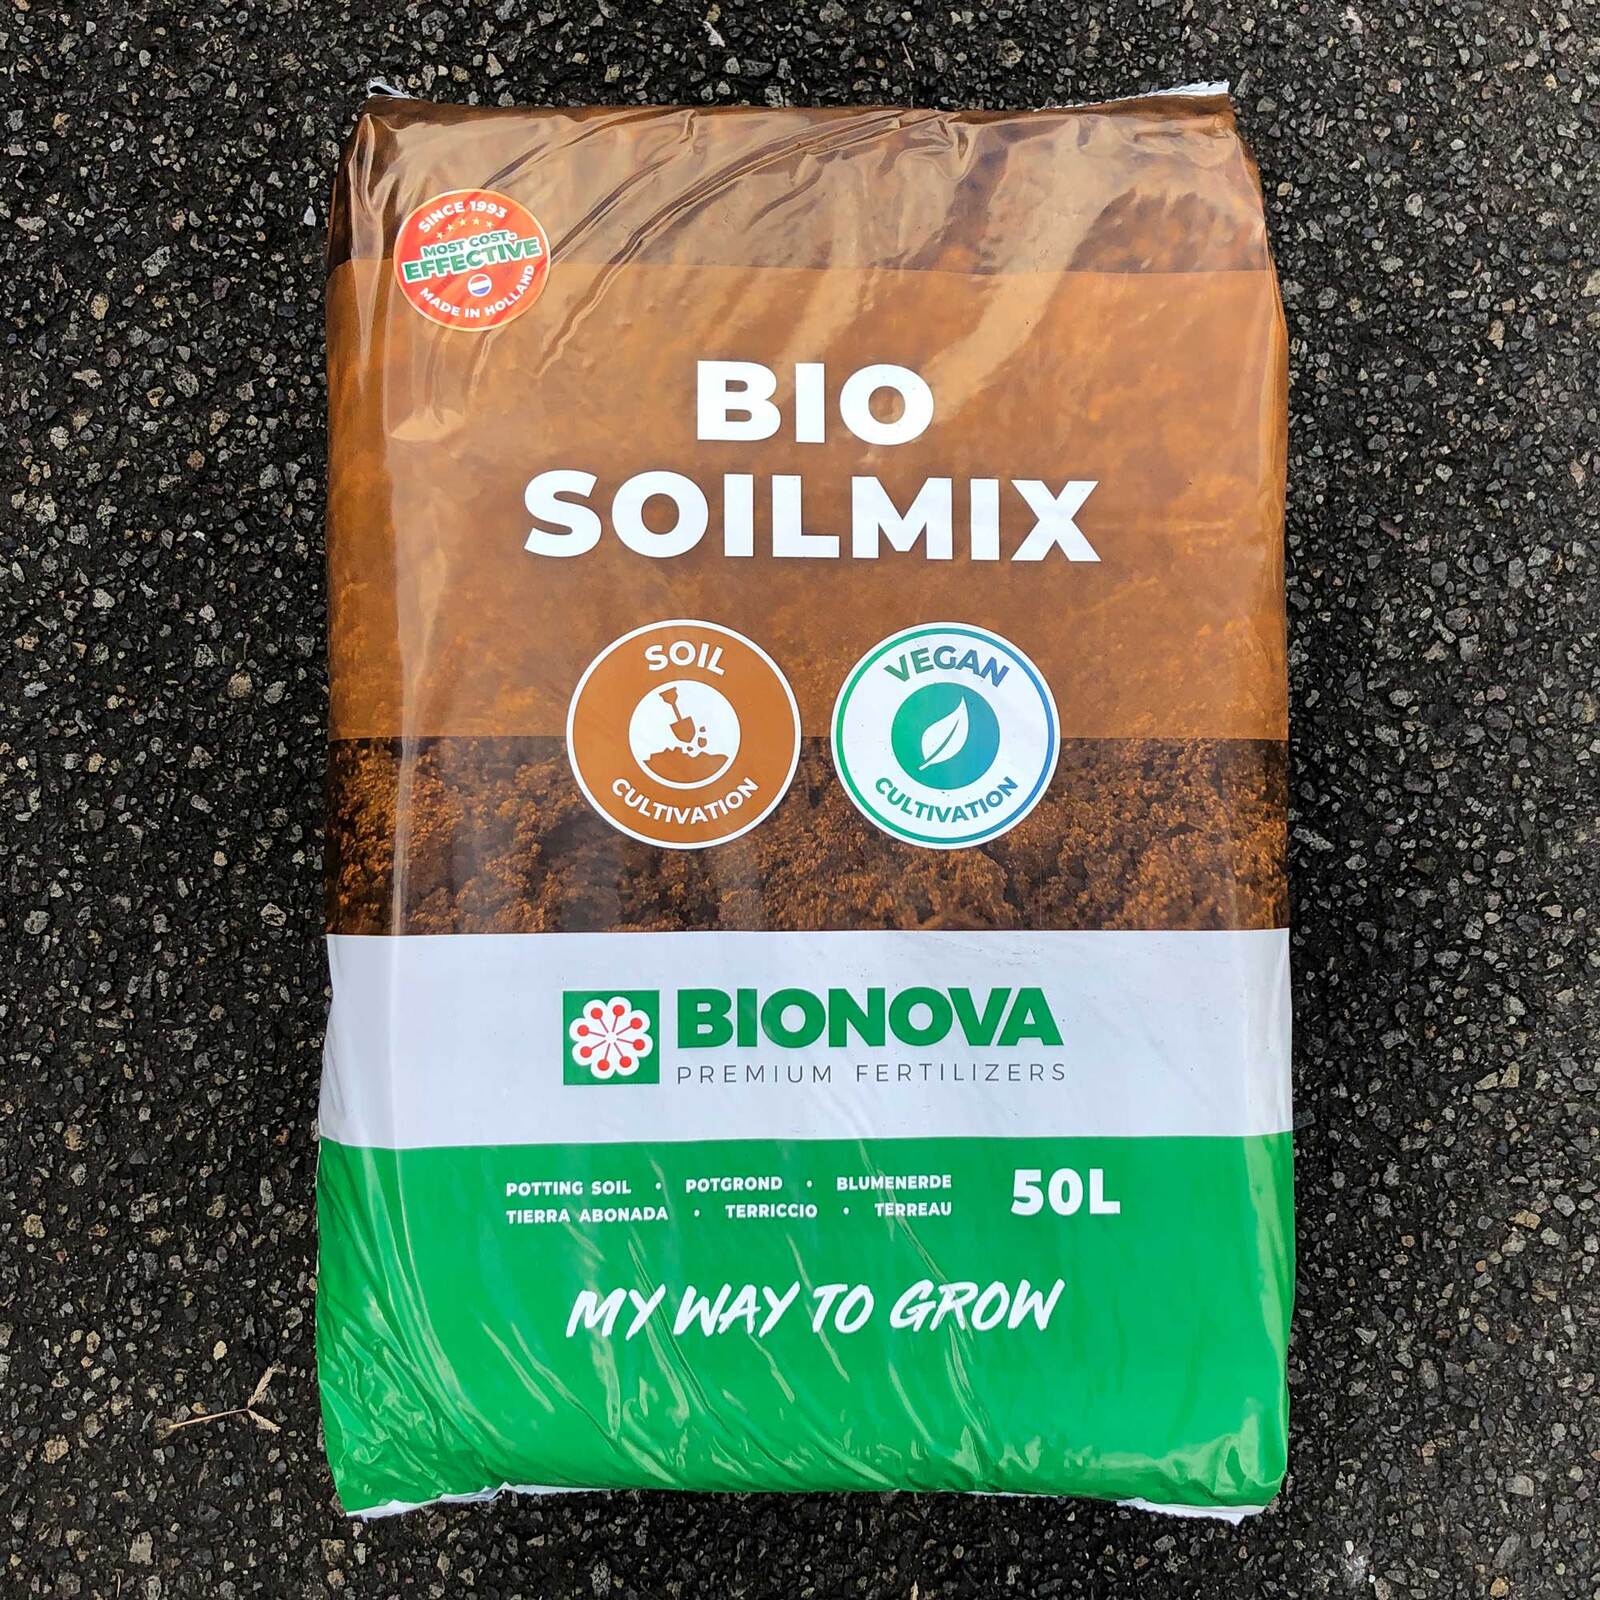 SINCE 1993
MOST COST-
EFFECTIVE
MADE IN HOLLAND
BIO
SOILMIX
SOIL
CULTIVATION
VEGAN
CULTIVATION
BIONOVA
PREMIUM FERTILIZERS
POTTING SOIL • POTGROND • BLUMENERDE
TIERRA ABONADA • TERRICCIO • TERREAU
50L
MY WAY TO GROW